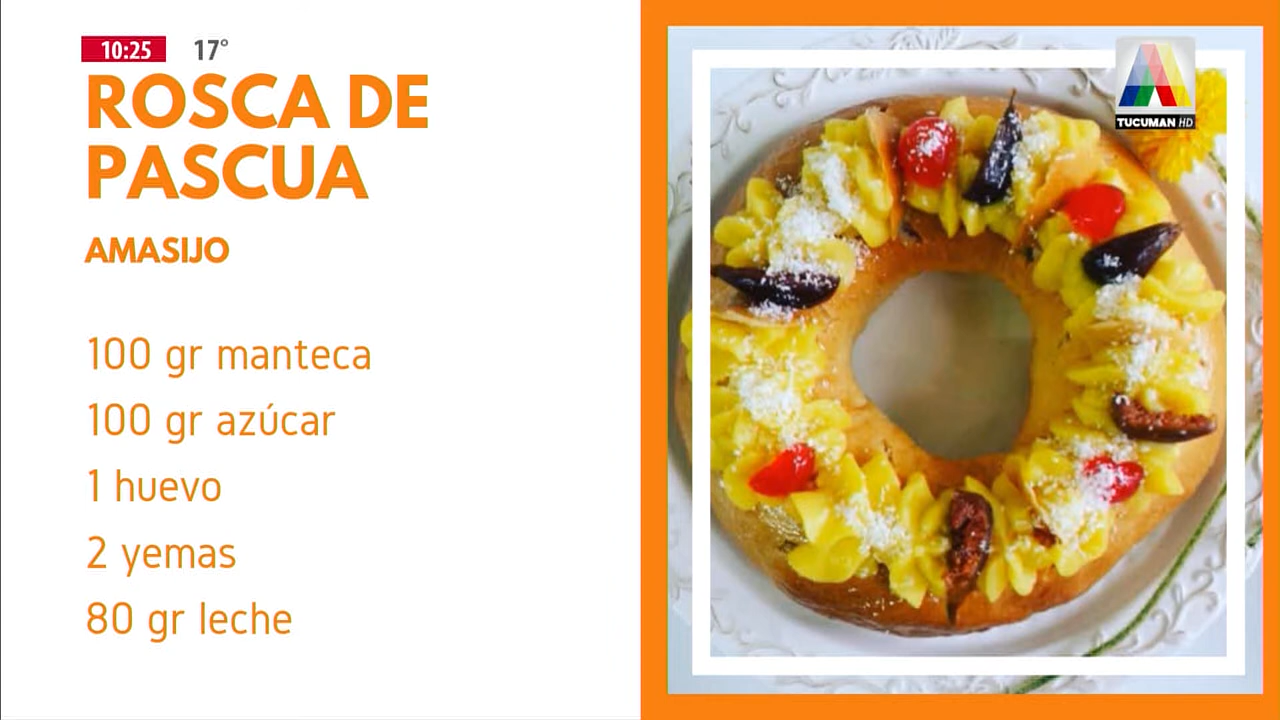 10:25 17°
ROSCA DE
PASCUA
AMASIJO
100 gr manteca
100 gr azúcar
1 huevo
2 yemas
80 gr leche
TUCUMAN HD